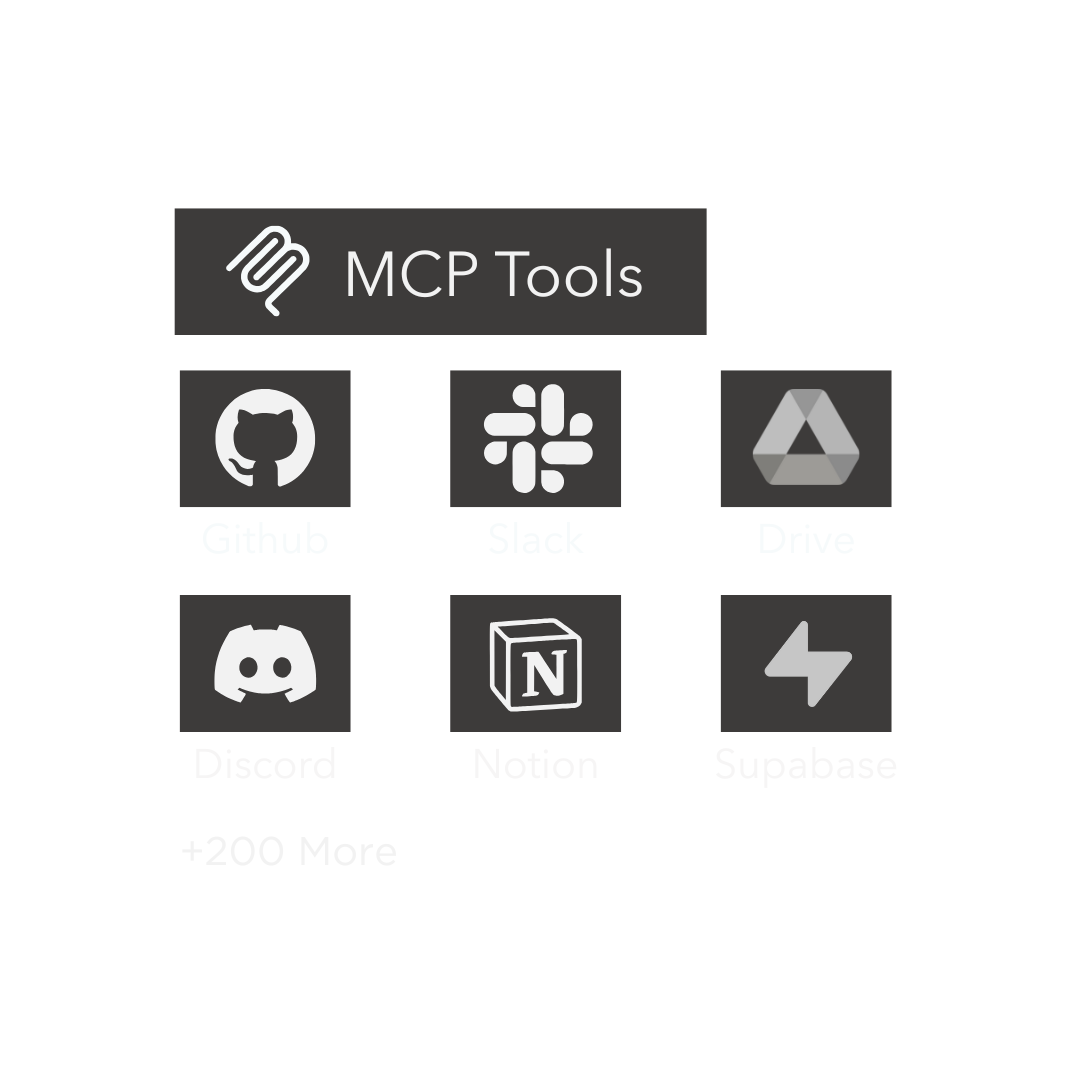 MCP Tools
Github
Slack
Drive
N
Discord
Notion
Supabase
+200 More